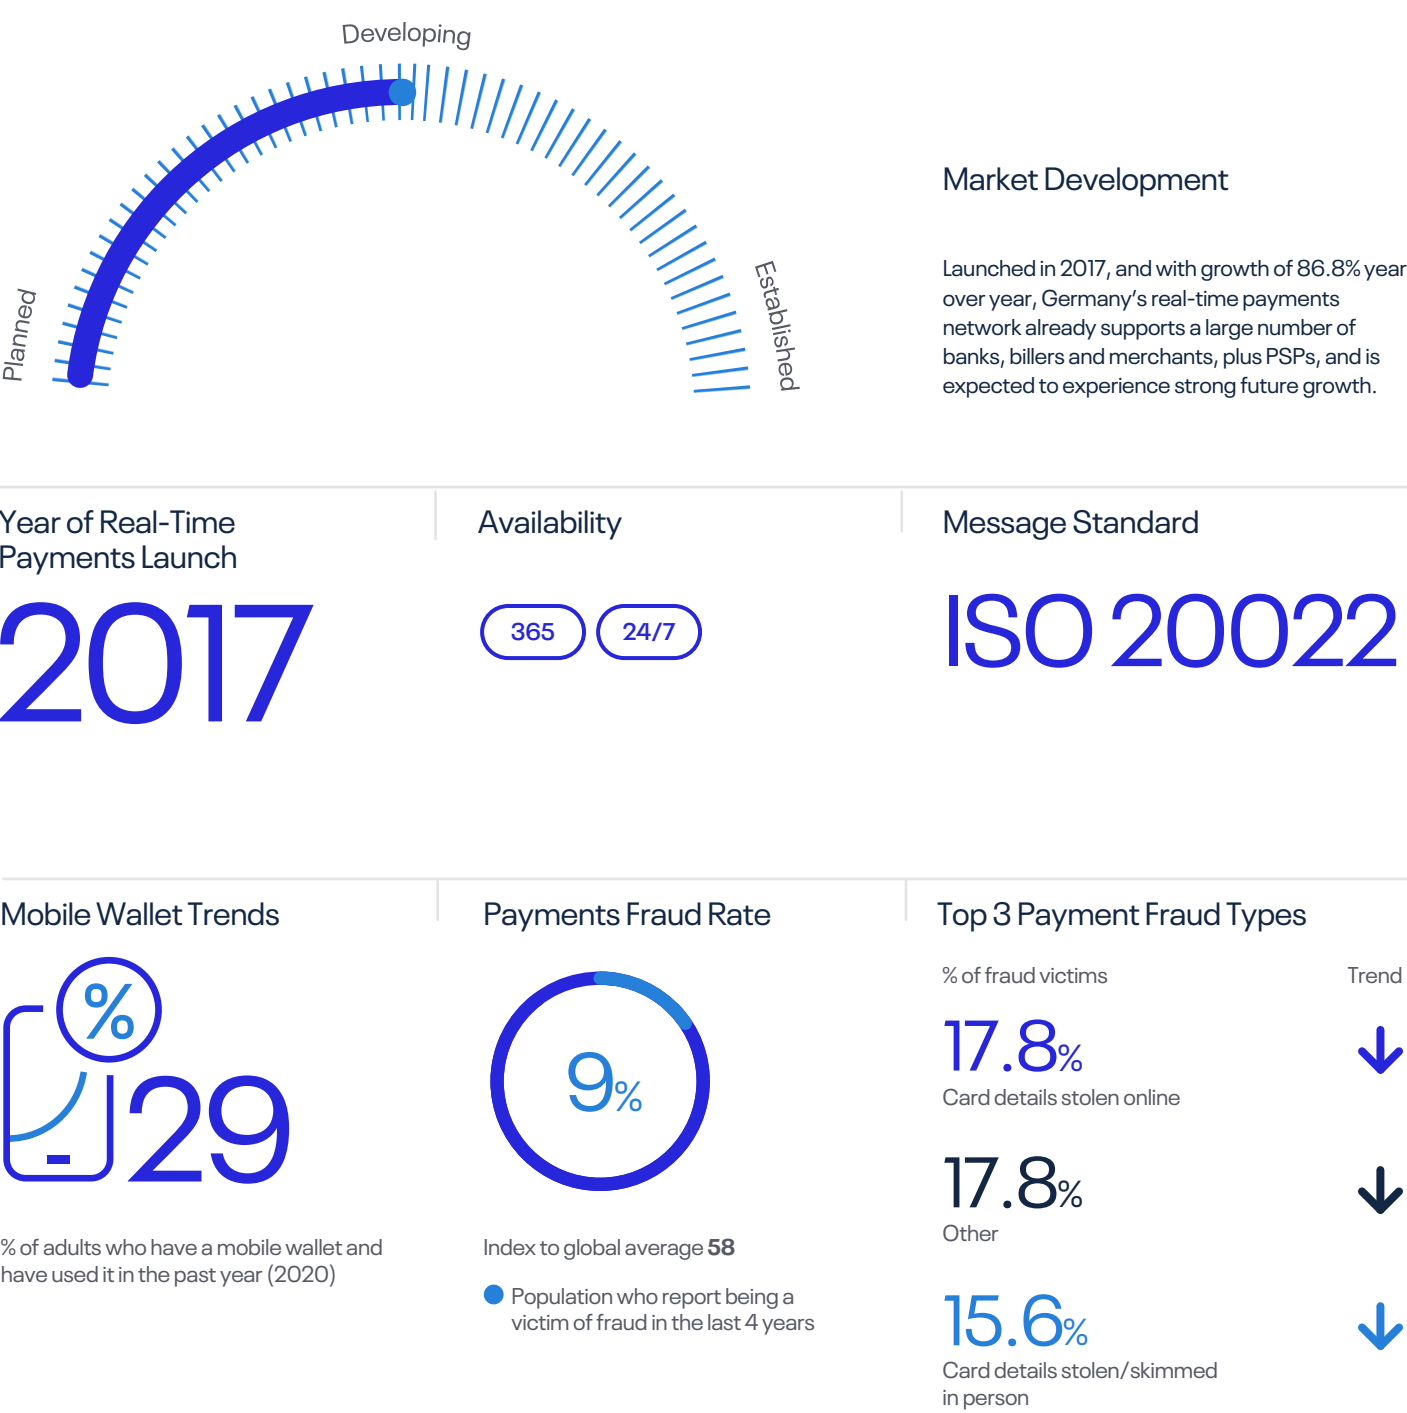 Developing
Planned
Established
Market Development
Launched in 2017, and with growth of 86.8% year
over year, Germany’s real-time payments
network already supports a large number of
banks, billers and merchants, plus PSPs, and is
expected to experience strong future growth.
Year of Real-Time
Payments Launch
2017
Availability
365 24/7
Message Standard
ISO 20022
Mobile Wallet Trends
%
29
% of adults who have a mobile wallet and
have used it in the past year (2020)
Payments Fraud Rate
9%
Index to global average 58
Population who report being a
victim of fraud in the last 4 years
Top 3 Payment Fraud Types
% of fraud victims Trend
17.8%
Card details stolen online
17.8%
Other
15.6%
Card details stolen/skimmed
in person